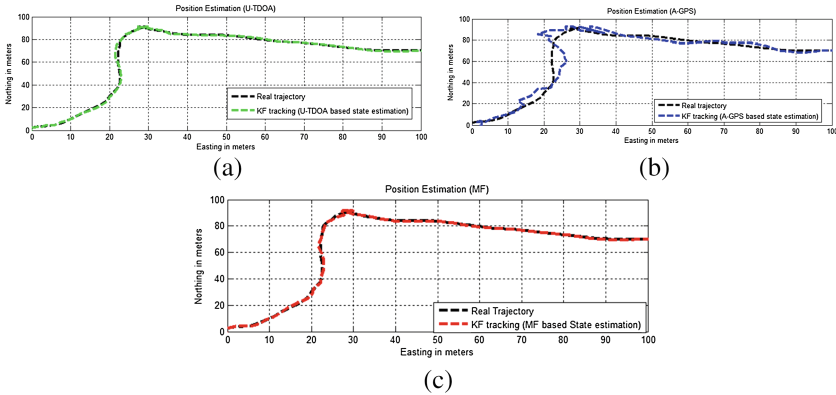 Position Estimation (U-TDOA)
100
80
60
40
20
0
Northing in meters
Real trajectory
KF tracking (U-TDOA based state estimation)
0 10 20 30 40 50 60 70 80 90 100
Easting in meters
(a)
Position Estimation (A-GPS)
100
80
60
40
20
0
Northing in meters
Real trajectory
KF tracking (A-GPS based state estimation)
0 10 20 30 40 50 60 70 80 90 100
Easting in meters
(b)
Position Estimation (MF)
100
80
60
40
20
0
Northing in meters
Real Trajectory
KF tracking (MF based State estimation)
0 10 20 30 40 50 60 70 80 90 100
Easting in meters
(c)